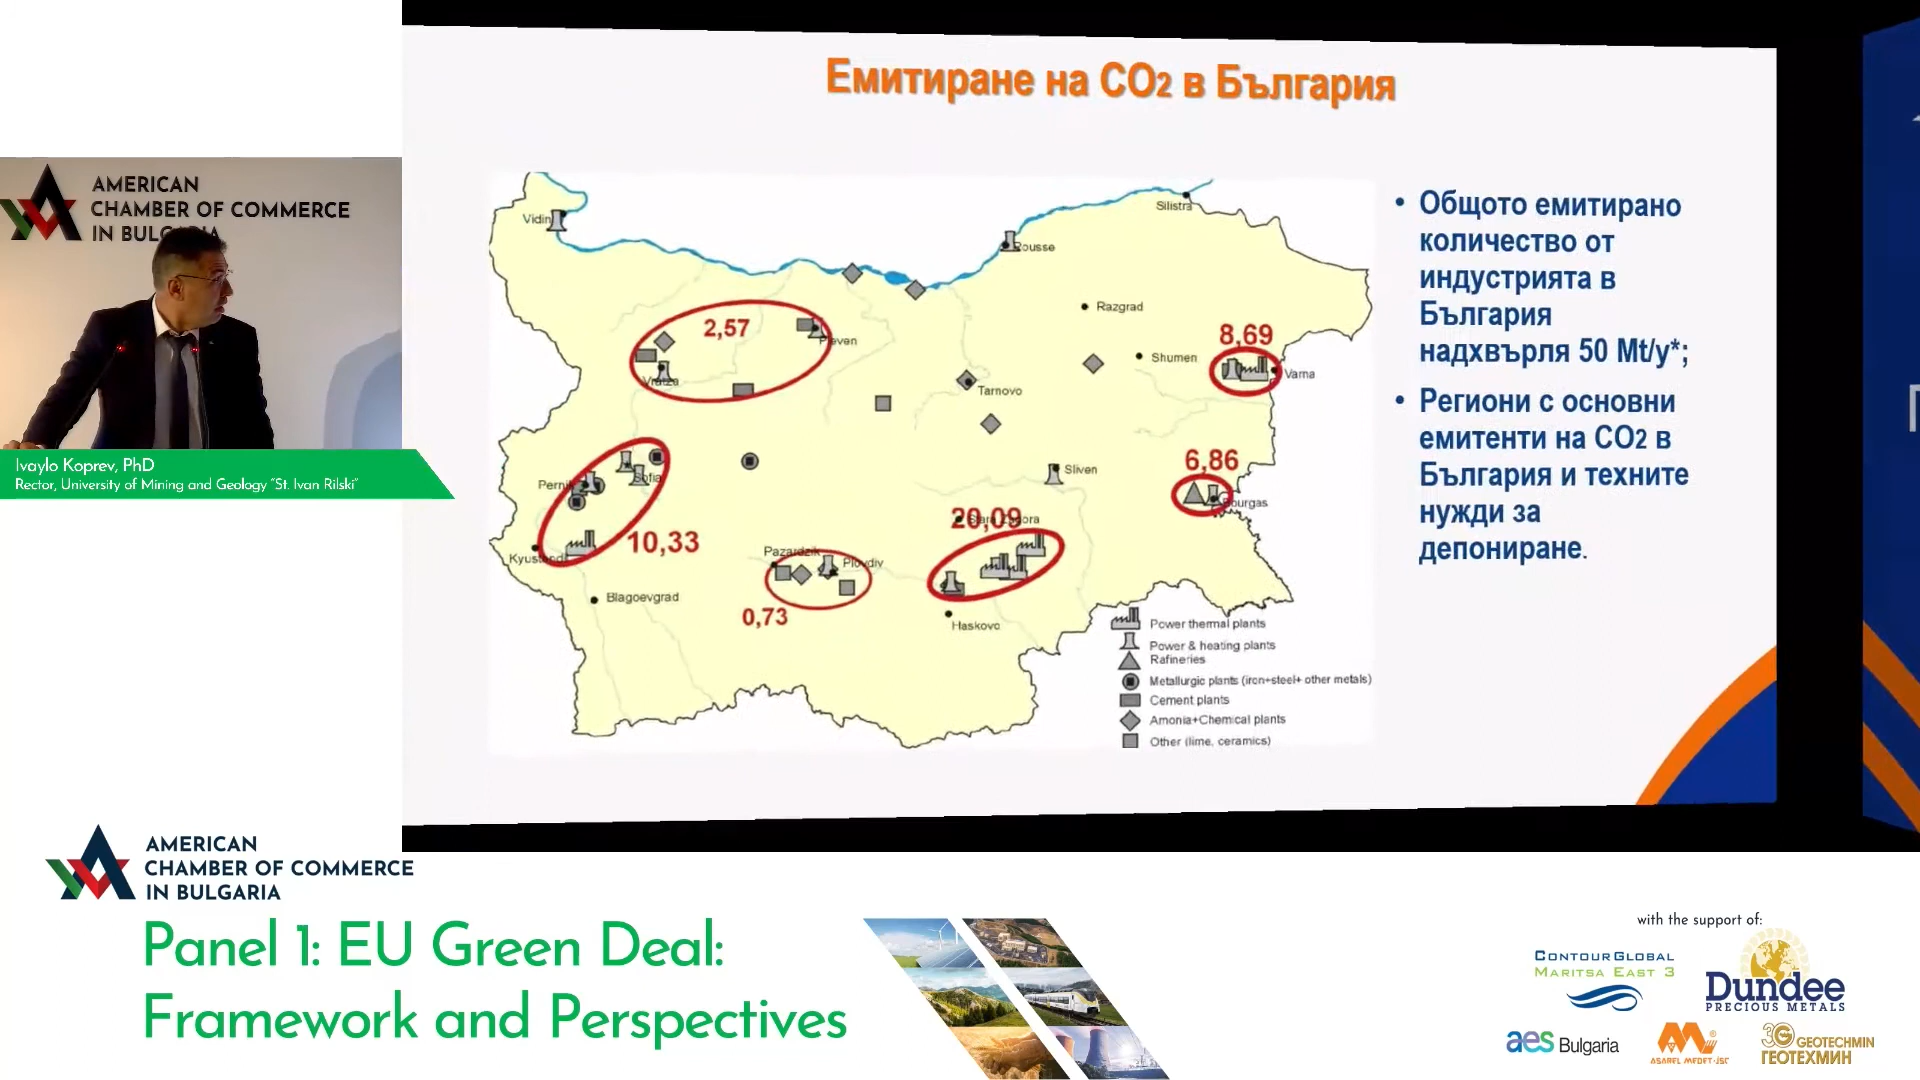 Емитиране на CO2 в България
AMERICAN
CHAMBER OF COMMERCE
IN BULGARIA
Ivaylo Koprev, PhD
Rector, University of Mining and Geology "St. Ivan Rilski"
Vidin
Silistra
Rousse
Razgrad
2,57
Pleven
Vratza
Shumen
8,69
Varna
Tarnovo
Sliven
6,86
Bourgas
Pernik
Sofia
10,33
Kyustendil
20,09
Stara Zagora
Pazardzik
Plovdiv
0,73
Blagoevgrad
Haskovo
Power thermal plants
Power & heating plants
Rafineries
Metallurgic plants (iron+steel+ other metals)
Cement plants
Amonia+Chemical plants
Other (lime, ceramics)
• Общото емитирано
количество от
индустрията в
България
надхвърля 50 Mt/y*;
• Региони с основни
емитенти на CO2 в
България и техните
нужди за
депониране.
AMERICAN
CHAMBER OF COMMERCE
IN BULGARIA
Panel 1: EU Green Deal:
Framework and Perspectives
with the support of:
CONTOURGLOBAL
MARITSA EAST 3
Dundee
PRECIOUS METALS
aes Bulgaria
ASAREL MEDET-JSC
GEOTECHMIN
ГЕОТЕХМИН